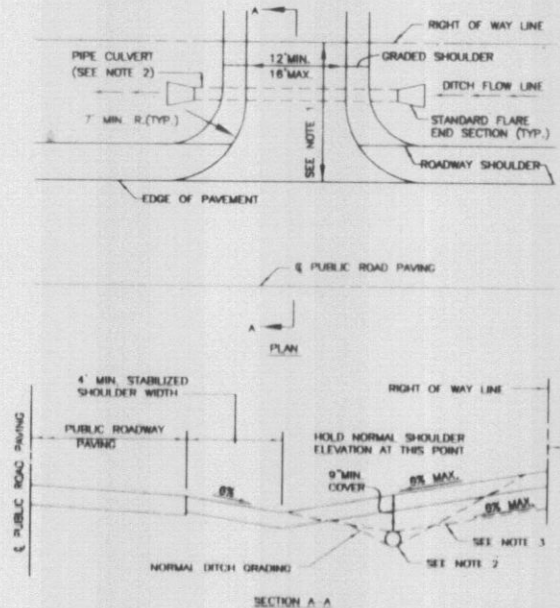 A
RIGHT OF WAY LINE
PIPE CULVERT
(SEE NOTE 2)
12' MIN.
18' MAX.
GRADED SHOULDER
DITCH FLOW LINE
7' MIN. R.(TYP.)
SEE NOTE 1
STANDARD FLARE
END SECTION (TYP.)
ROADWAY SHOULDER
EDGE OF PAVEMENT
℄ PUBLIC ROAD PAVING
A
PLAN
4' MIN. STABILIZED
SHOULDER WIDTH
RIGHT OF WAY LINE
PUBLIC ROADWAY
PAVING
HOLD NORMAL SHOULDER
ELEVATION AT THIS POINT
℄ PUBLIC ROAD PAVING
6%
9" MIN.
COVER
6% MAX.
6% MAX.
SEE NOTE 3
NORMAL DITCH GRADING
SEE NOTE 2
SECTION A-A